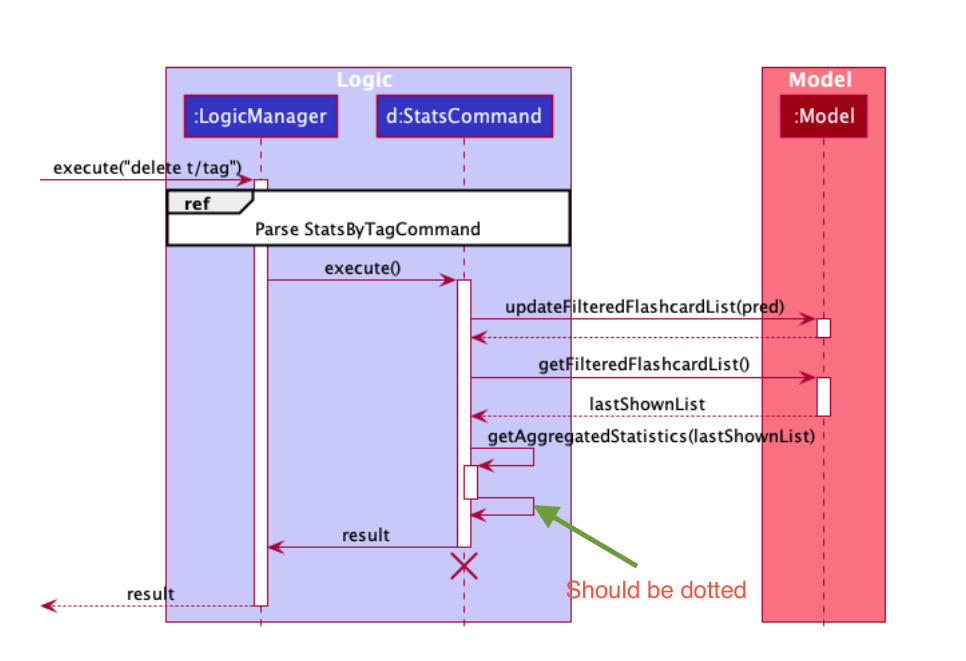 Logic
Model
:LogicManager
d:StatsCommand
:Model
execute("delete t/tag")
ref
Parse StatsByTagCommand
execute()
updateFilteredFlashcardList(pred)
getFilteredFlashcardList()
lastShownList
getAggregatedStatistics(lastShownList)
result
Should be dotted
result